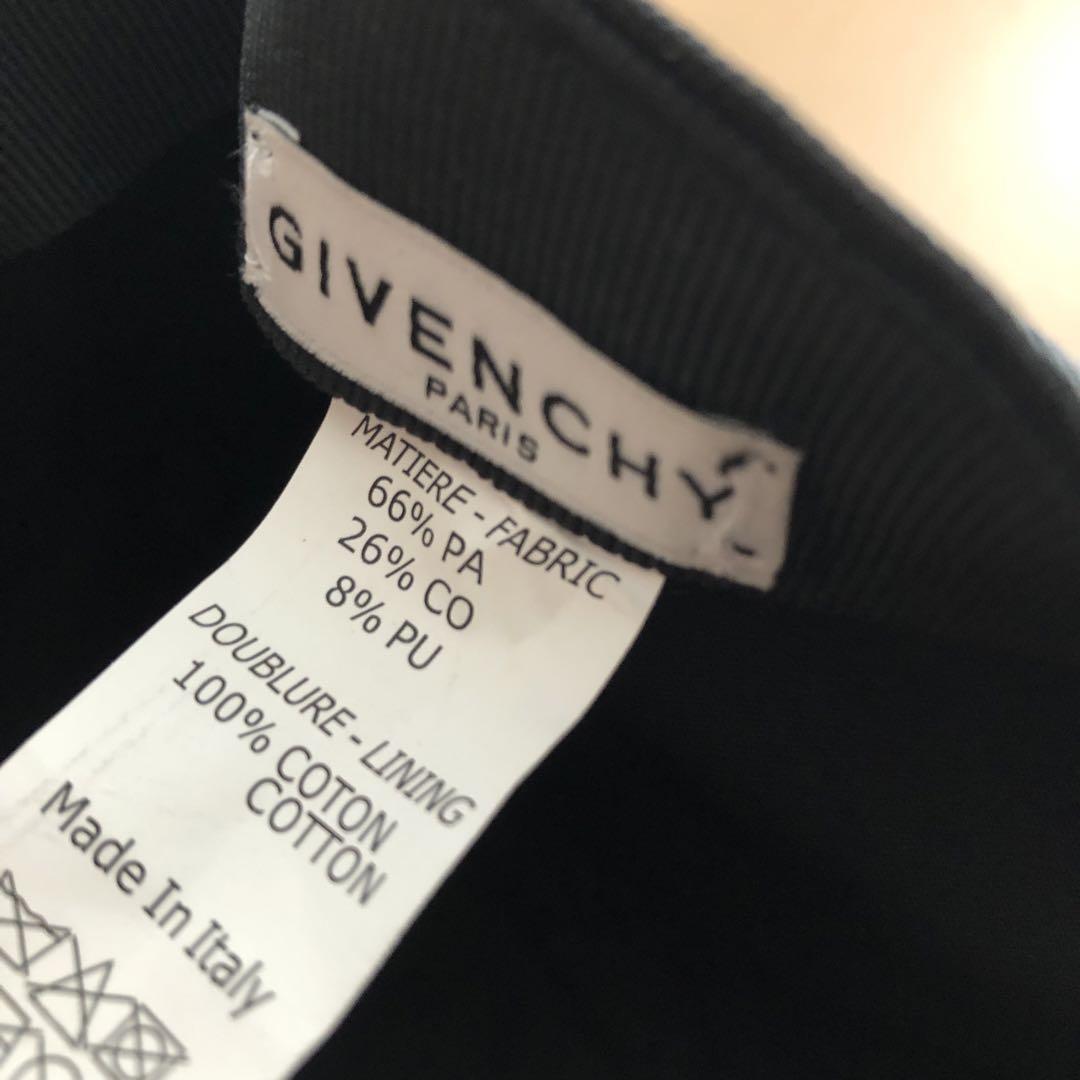 GIVENCHY
PARIS
MATIERE - FABRIC
66% PA
26% CO
8% PU
DOUBLURE - LINING
100% COTON
COTTON
Made In Italy